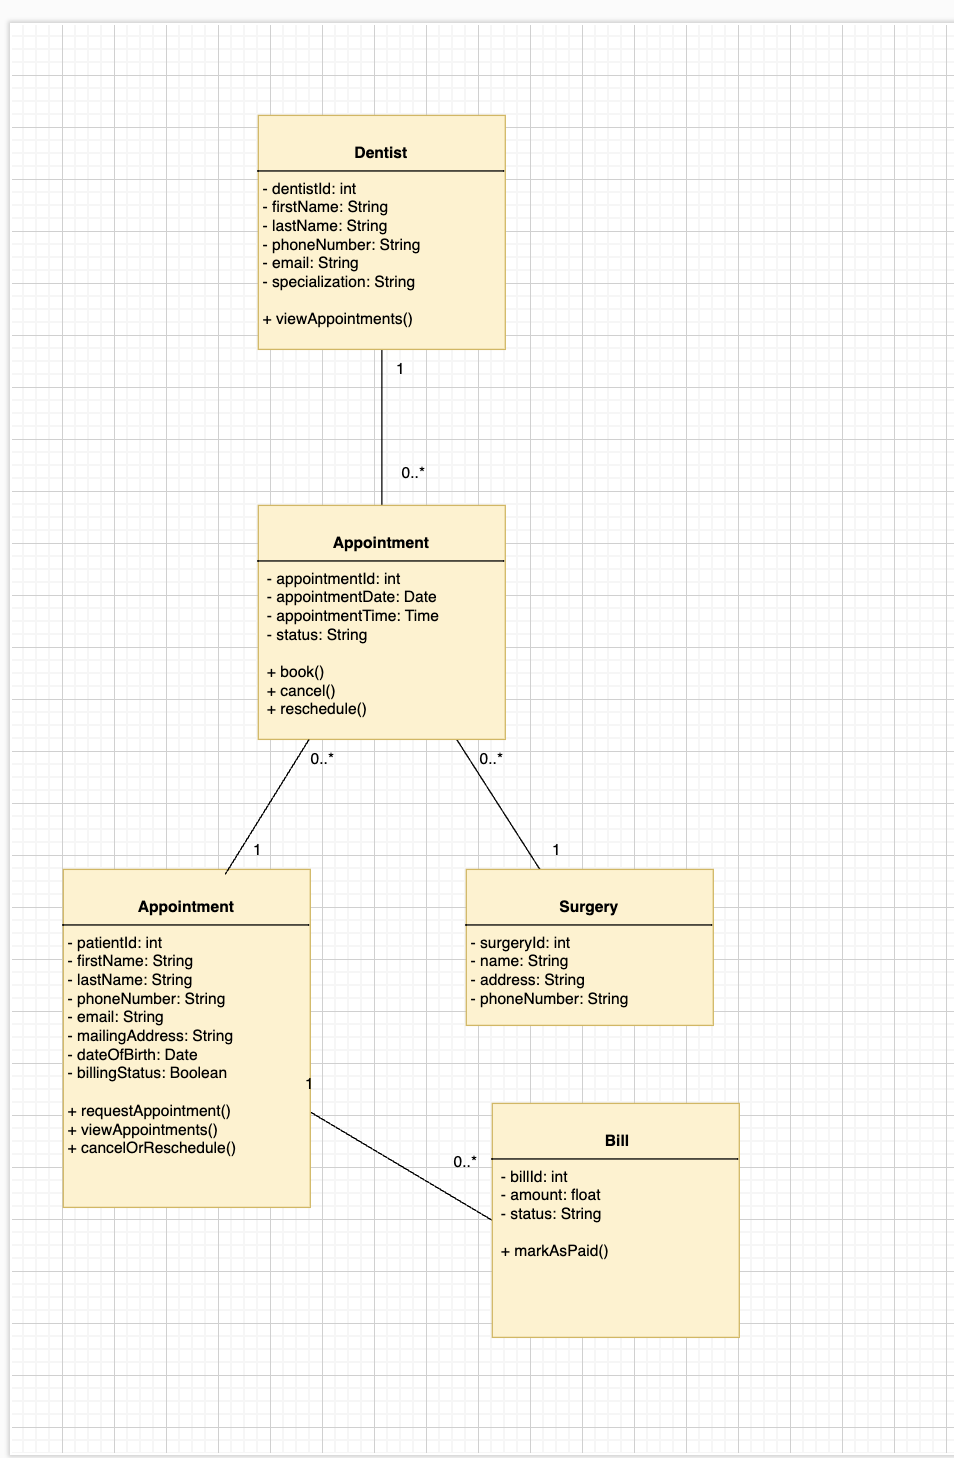 Dentist
- dentistId: int
- firstName: String
- lastName: String
- phoneNumber: String
- email: String
- specialization: String
+ viewAppointments()
1
0..*
Appointment
- appointmentId: int
- appointmentDate: Date
- appointmentTime: Time
- status: String
+ book()
+ cancel()
+ reschedule()
0..*
0..*
1
1
Appointment
- patientId: int
- firstName: String
- lastName: String
- phoneNumber: String
- email: String
- mailingAddress: String
- dateOfBirth: Date
- billingStatus: Boolean
+ requestAppointment()
+ viewAppointments()
+ cancelOrReschedule()
Surgery
- surgeryId: int
- name: String
- address: String
- phoneNumber: String
1
0..*
Bill
- billId: int
- amount: float
- status: String
+ markAsPaid()